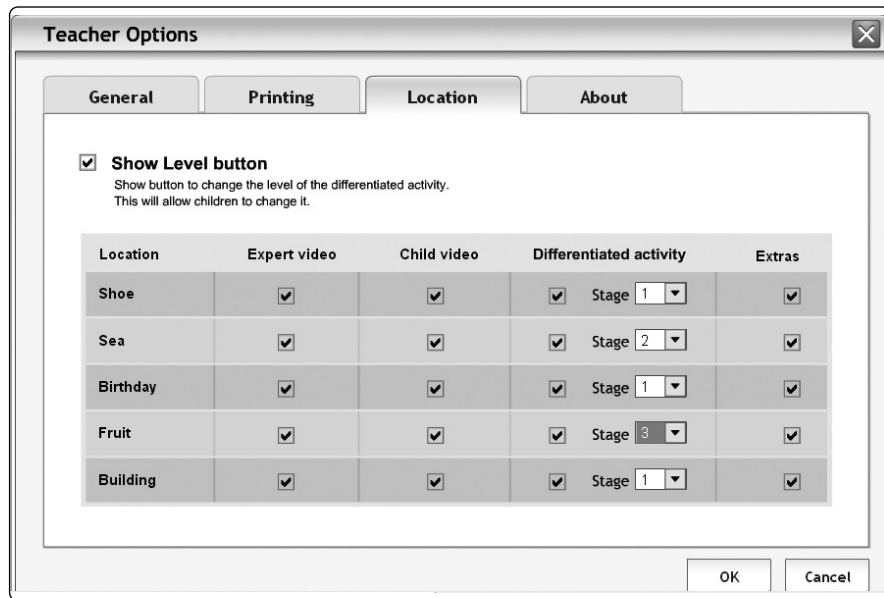 Teacher Options
General Printing Location About
Show Level button
Show button to change the level of the differentiated activity.
This will allow children to change it.
Location Expert video Child video Differentiated activity Extras
Shoe Stage 1
Sea Stage 2
Birthday Stage 1
Fruit Stage 3
Building Stage 1
OK Cancel